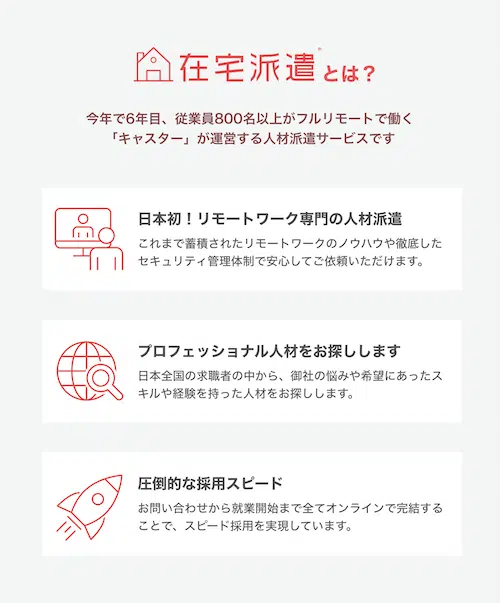 在宅派遣とは?
今年で6年目、従業員800名以上がフルリモートで働く
「キャスター」が運営する人材派遣サービスです
日本初！リモートワーク専門の人材派遣
これまで蓄積されたリモートワークのノウハウや徹底した
セキュリティ管理体制で安心してご依頼いただけます。
プロフェッショナル人材をお探しします
日本全国の求職者の中から、御社の悩みや希望にあったス
キルや経験を持った人材をお探しします。
圧倒的な採用スピード
お問い合わせから就業開始まで全てオンラインで完結する
ことで、スピード採用を実現しています。